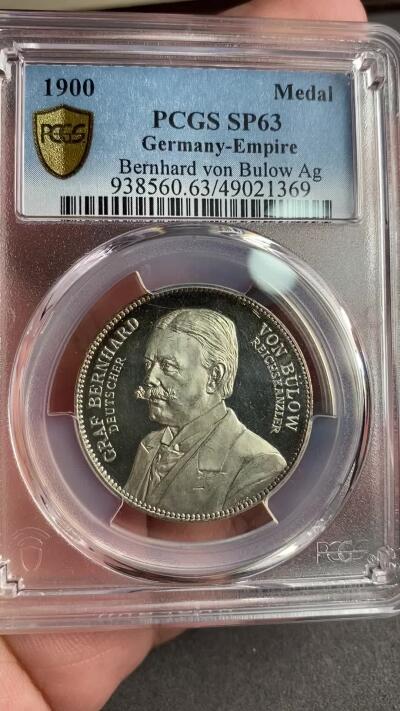 1900 Medal
PCGS
PCGS SP63
Germany-Empire
Bernhard von Bulow Ag
938560.63/49021369
GRAF BERNHARD VON BÜLOW
DEUTSCHER REICHSKANZLER
PCGS